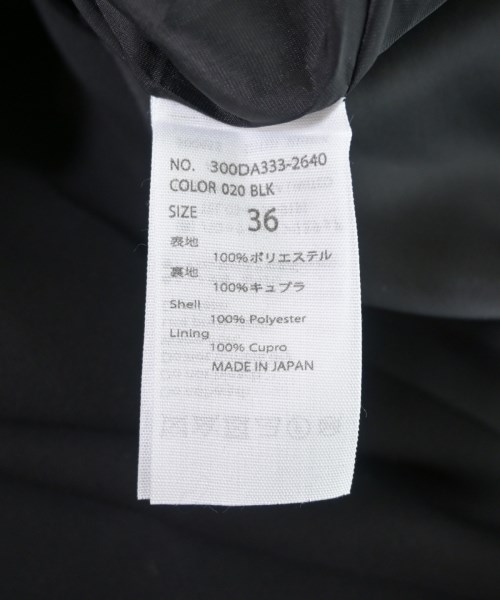 NO. 300DA333-2640
COLOR 020 BLK
SIZE 36
表地
100%ポリエステル
裏地
100%キュプラ
Shell
100% Polyester
Lining
100% Cupro
MADE IN JAPAN